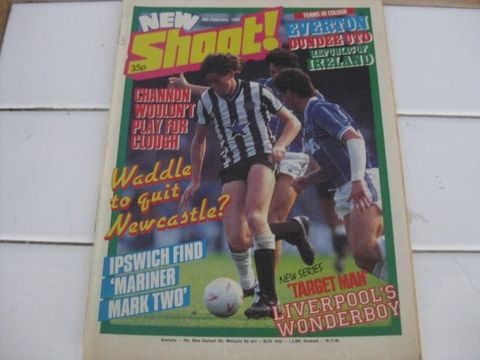 NEW
Shoot!
35p
TEAMS IN COLOUR
EVERTON
DUNDEE UTD
REPUBLIC OF
IRELAND
CHANNON
WOULDN'T
PLAY FOR
CLOUGH
Waddle
to quit
Newcastle?
IPSWICH FIND
'MARINER
MARK TWO'
NEW SERIES
'TARGET MAN'
LIVERPOOL'S
WONDERBOY